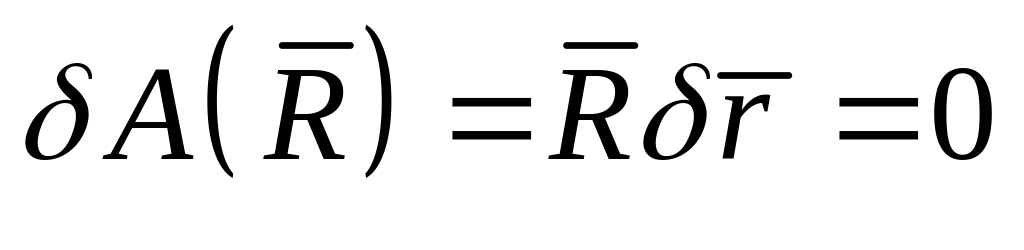 δA(R̅) = R̅δr̅ = 0